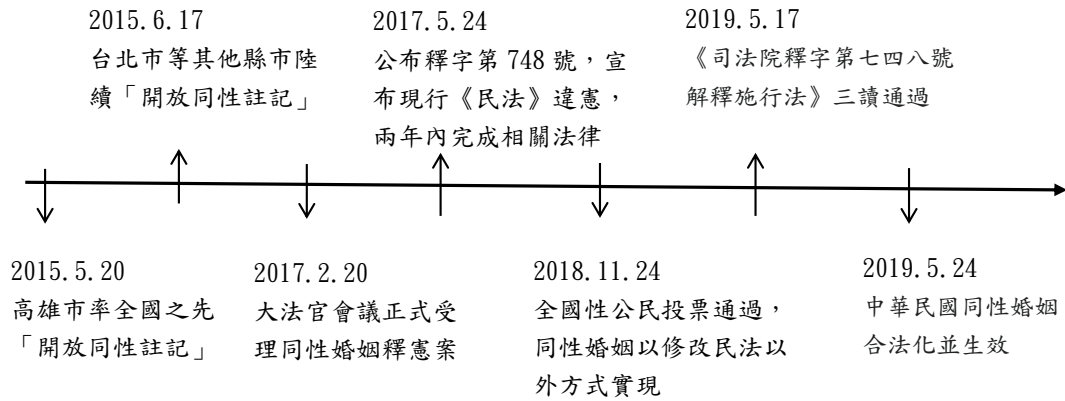 2015.6.17
台北市等其他縣市陸
續「開放同性註記」
2017.5.24
公布釋字第 748 號，宣
布現行《民法》違憲，
兩年內完成相關法律
2019.5.17
《司法院釋字第七四八號
解釋施行法》三讀通過
2015.5.20
高雄市率全國之先
「開放同性註記」
2017.2.20
大法官會議正式受
理同性婚姻釋憲案
2018.11.24
全國性公民投票通過，
同性婚姻以修改民法以
外方式實現
2019.5.24
中華民國同性婚姻
合法化並生效